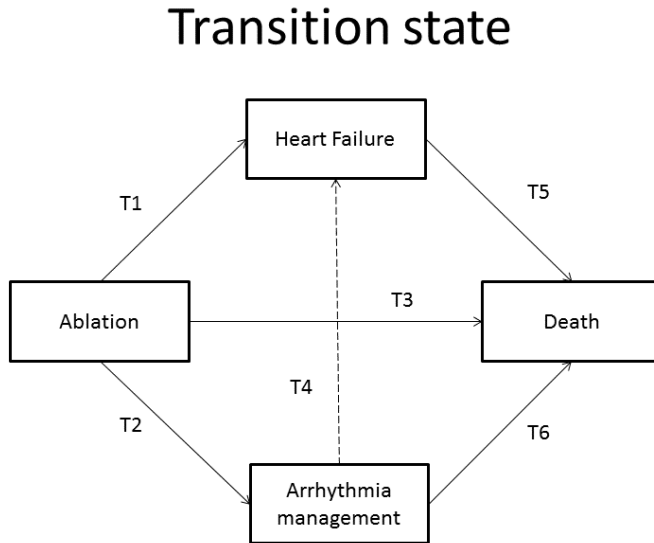 Transition state
Heart Failure
T1
T5
Ablation
T3
Death
T4
T2
T6
Arrhythmia
management